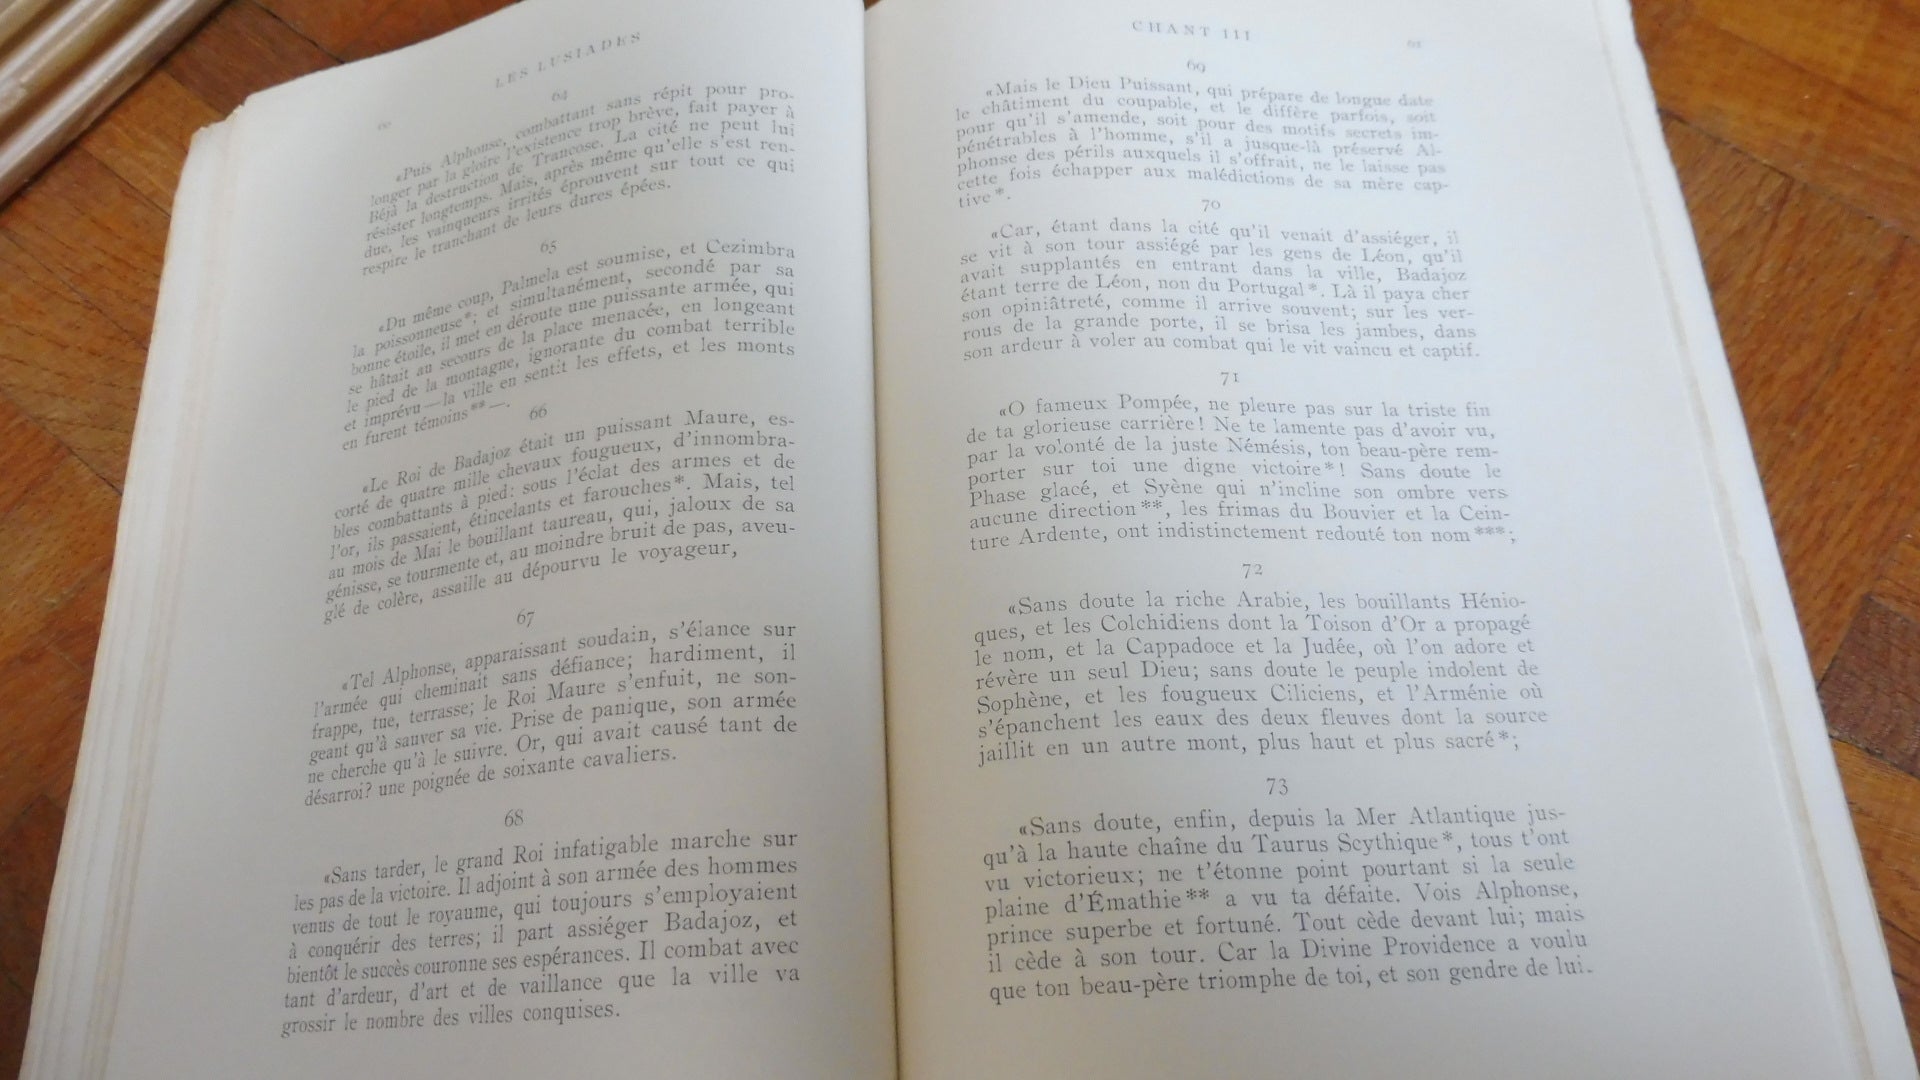 60
LES LUSIADES
64
«Puis Alphonse, combattant sans répit pour pro-
longer par la gloire l'existence trop brève, fait payer à
Béjà la destruction de Trancose. La cité ne peut lui
résister longtemps. Mais, après même qu'elle s'est ren-
due, les vainqueurs irrités éprouvent sur tout ce qui
respire le tranchant de leurs dures épées.
65
«Du même coup, Palmela est soumise, et Cezimbra
la poissonneuse*; et simultanément, secondé par sa
bonne étoile, il met en déroute une puissante armée, qui
se hâtait au secours de la place menacée, en longeant
le pied de la montagne, ignorante du combat terrible
et imprévu — la ville en sentit les effets, et les monts
en furent témoins** —.
66
«Le Roi de Badajoz était un puissant Maure, es-
corté de quatre mille chevaux fougueux, d'innombra-
bles combattants à pied: sous l'éclat des armes et de
l'or, ils passaient, étincelants et farouches*. Mais, tel
au mois de Mai le bouillant taureau, qui, jaloux de sa
génisse, se tourmente et, au moindre bruit de pas, aveu-
glé de colère, assaille au dépourvu le voyageur,
67
«Tel Alphonse, apparaissant soudain, s'élance sur
l'armée qui cheminait sans défiance; hardiment, il
frappe, tue, terrasse; le Roi Maure s'enfuit, ne son-
geant qu'à sauver sa vie. Prise de panique, son armée
ne cherche qu'à le suivre. Or, qui avait causé tant de
désarroi? une poignée de soixante cavaliers.
68
«Sans tarder, le grand Roi infatigable marche sur
les pas de la victoire. Il adjoint à son armée des hommes
venus de tout le royaume, qui toujours s'employaient
à conquérir des terres; il part assiéger Badajoz, et
bientôt le succès couronne ses espérances. Il combat avec
tant d'ardeur, d'art et de vaillance que la ville va
grossir le nombre des villes conquises.
CHANT III
61
69
«Mais le Dieu Puissant, qui prépare de longue date
le châtiment du coupable, et le diffère parfois, soit
pour qu'il s'amende, soit pour des motifs secrets im-
pénétrables à l'homme, s'il a jusque-là préservé Al-
phonse des périls auxquels il s'offrait, ne le laisse pas
cette fois échapper aux malédictions de sa mère cap-
tive*.
70
«Car, étant dans la cité qu'il venait d'assiéger, il
se vit à son tour assiégé par les gens de Léon, qu'il
avait supplantés en entrant dans la ville, Badajoz
étant terre de Léon, non du Portugal*. Là il paya cher
son opiniâtreté, comme il arrive souvent; sur les ver-
rous de la grande porte, il se brisa les jambes, dans
son ardeur à voler au combat qui le vit vaincu et captif.
71
«O fameux Pompée, ne pleure pas sur la triste fin
de ta glorieuse carrière! Ne te lamente pas d'avoir vu,
par la volonté de la juste Némésis, ton beau-père rem-
porter sur toi une digne victoire*! Sans doute le
Phase glacé, et Syène qui n'incline son ombre vers
aucune direction**, les frimas du Bouvier et la Cein-
ture Ardente, ont indistinctement redouté ton nom***;
72
«Sans doute la riche Arabie, les bouillants Hénio-
ques, et les Colchidiens dont la Toison d'Or a propagé
le nom, et la Cappadoce et la Judée, où l'on adore et
révère un seul Dieu; sans doute le peuple indolent de
Sophène, et les fougueux Ciliciens, et l'Arménie où
s'épanchent les eaux des deux fleuves dont la source
jaillit en un autre mont, plus haut et plus sacré*;
73
«Sans doute, enfin, depuis la Mer Atlantique jus-
qu'à la haute chaîne du Taurus Scythique*, tous t'ont
vu victorieux; ne t'étonne point pourtant si la seule
plaine d'Émathie** a vu ta défaite. Vois Alphonse,
prince superbe et fortuné. Tout cède devant lui; mais
il cède à son tour. Car la Divine Providence a voulu
que ton beau-père triomphe de toi, et son gendre de lui.